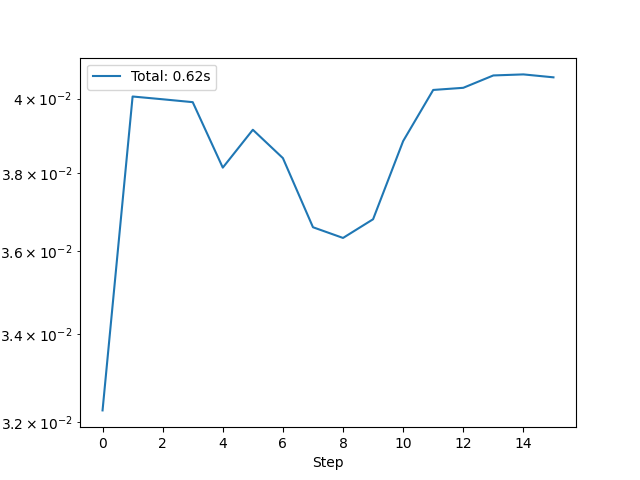 Total: 0.62s
4 × 10⁻²
3.8 × 10⁻²
3.6 × 10⁻²
3.4 × 10⁻²
3.2 × 10⁻²
0 2 4 6 8 10 12 14
Step